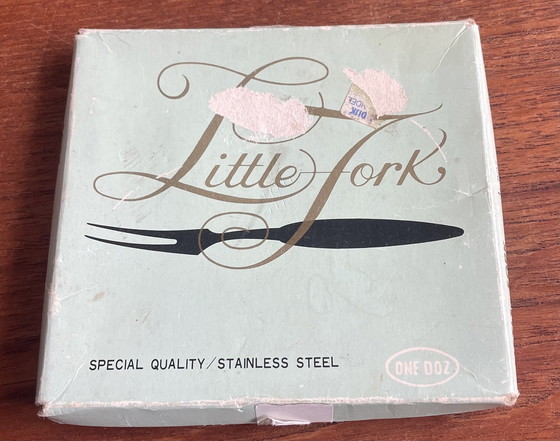 Little Fork
SPECIAL QUALITY/STAINLESS STEEL
ONE DOZ.